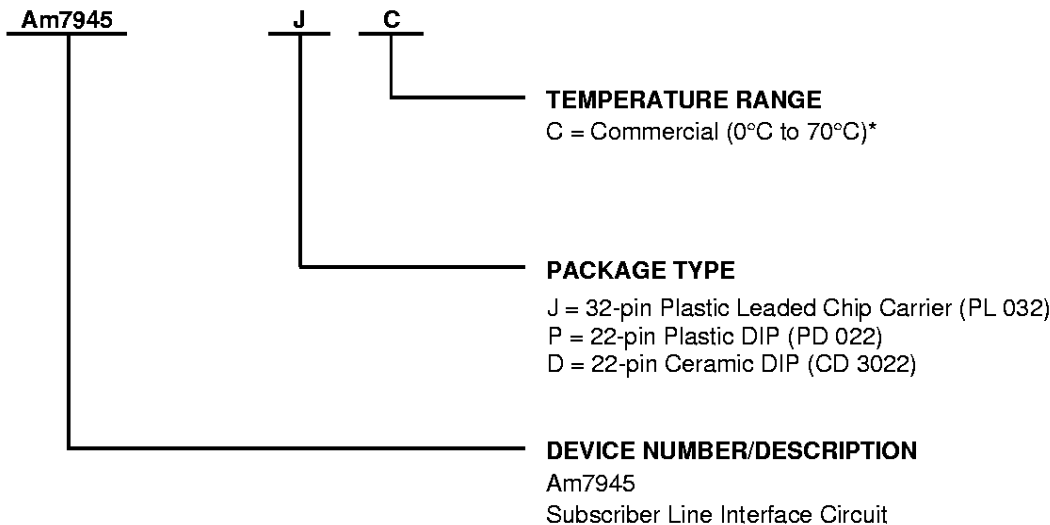 Am7945 J C
TEMPERATURE RANGE
C = Commercial (0°C to 70°C)*
PACKAGE TYPE
J = 32-pin Plastic Leaded Chip Carrier (PL 032)
P = 22-pin Plastic DIP (PD 022)
D = 22-pin Ceramic DIP (CD 3022)
DEVICE NUMBER/DESCRIPTION
Am7945
Subscriber Line Interface Circuit